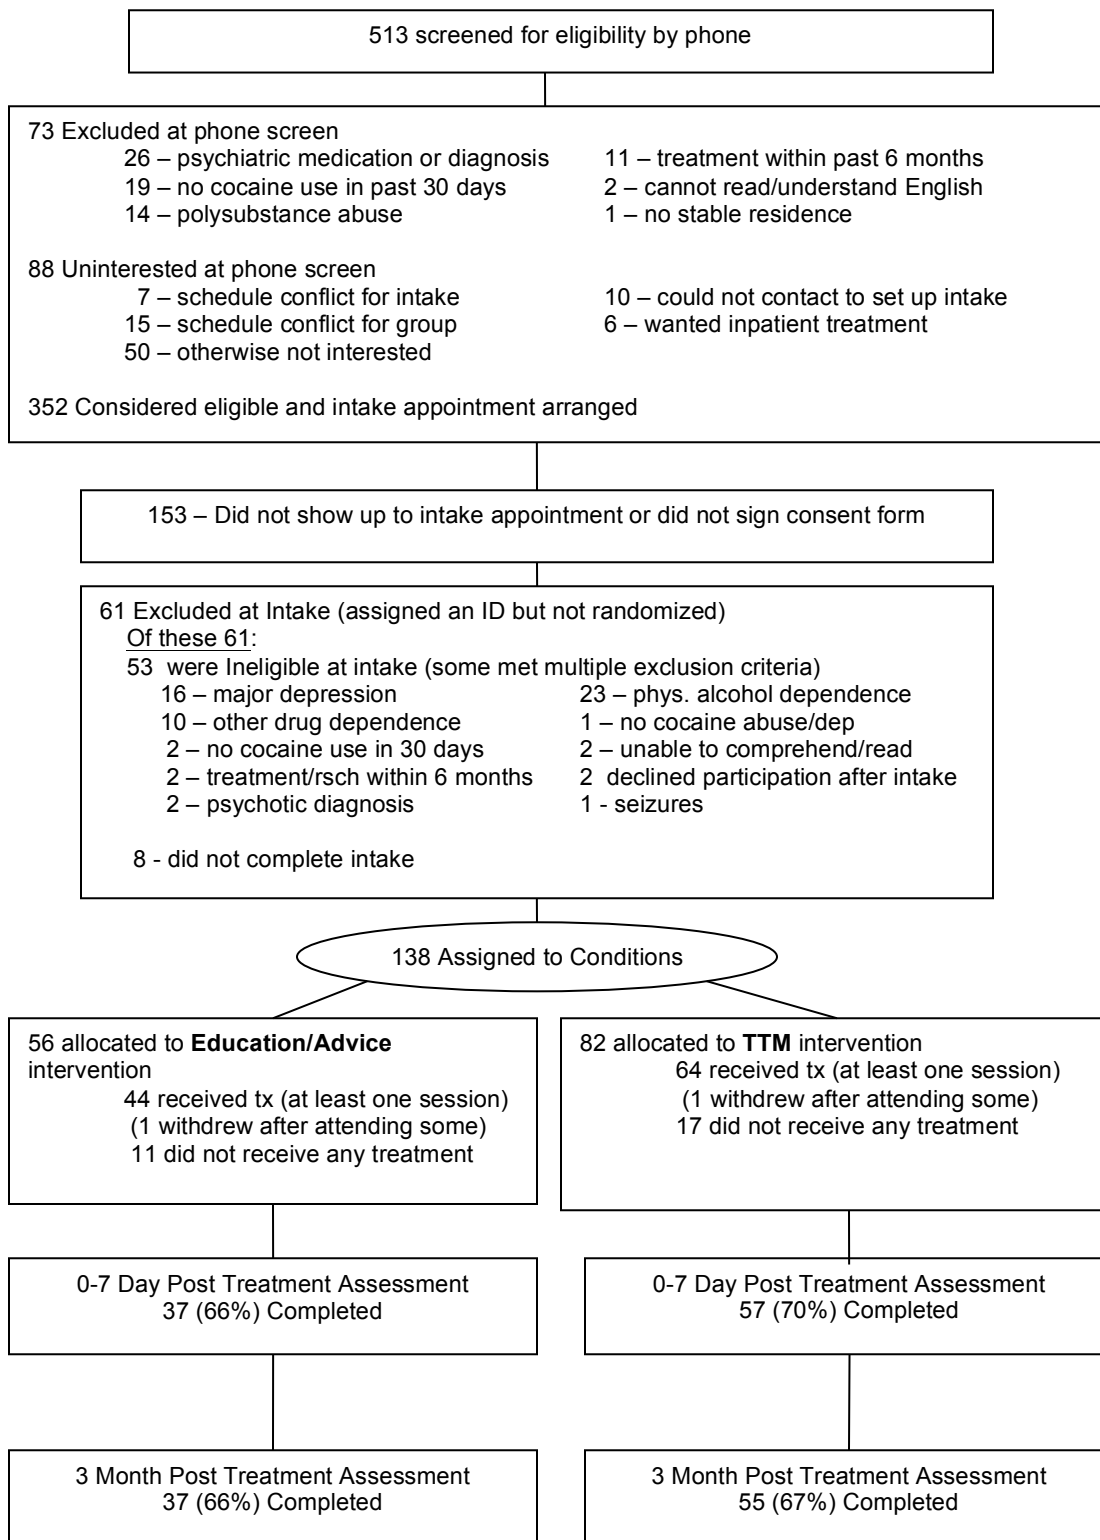 513 screened for eligibility by phone
73 Excluded at phone screen
26 – psychiatric medication or diagnosis 11 – treatment within past 6 months
19 – no cocaine use in past 30 days 2 – cannot read/understand English
14 – polysubstance abuse 1 – no stable residence
88 Uninterested at phone screen
7 – schedule conflict for intake 10 – could not contact to set up intake
15 – schedule conflict for group 6 – wanted inpatient treatment
50 – otherwise not interested
352 Considered eligible and intake appointment arranged
153 – Did not show up to intake appointment or did not sign consent form
61 Excluded at Intake (assigned an ID but not randomized)
Of these 61:
53 were Ineligible at intake (some met multiple exclusion criteria)
16 – major depression 23 – phys. alcohol dependence
10 – other drug dependence 1 – no cocaine abuse/dep
2 – no cocaine use in 30 days 2 – unable to comprehend/read
2 – treatment/rsch within 6 months 2 declined participation after intake
2 – psychotic diagnosis 1 - seizures
8 - did not complete intake
138 Assigned to Conditions
56 allocated to Education/Advice
intervention
44 received tx (at least one session)
(1 withdrew after attending some)
11 did not receive any treatment
82 allocated to TTM intervention
64 received tx (at least one session)
(1 withdrew after attending some)
17 did not receive any treatment
0-7 Day Post Treatment Assessment
37 (66%) Completed
0-7 Day Post Treatment Assessment
57 (70%) Completed
3 Month Post Treatment Assessment
37 (66%) Completed
3 Month Post Treatment Assessment
55 (67%) Completed